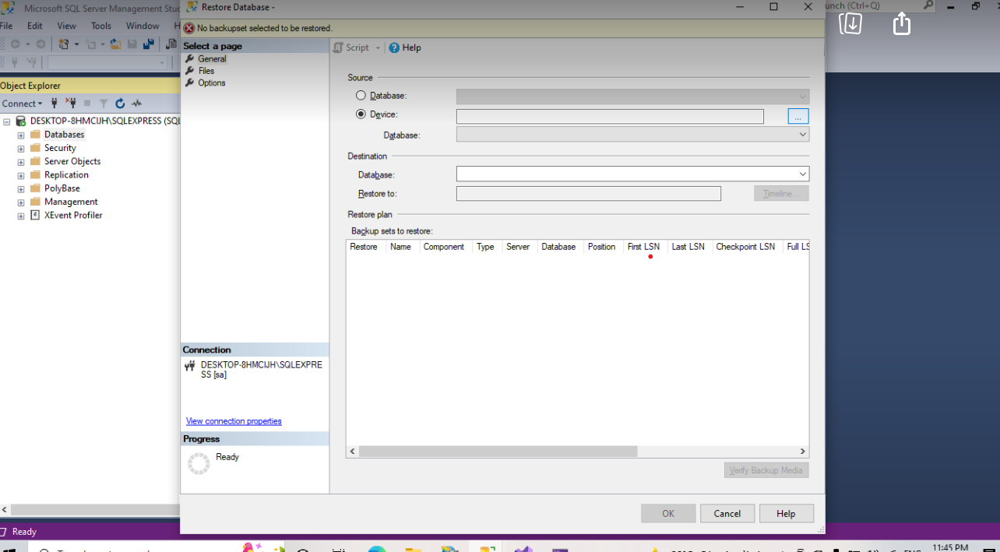 Microsoft SQL Server Management Stu
Restore Database -
unch (Ctrl+Q)
File Edit View Tools Window H
No backupset selected to be restored.
Select a page
General
Files
Options
Script
Help
Object Explorer
Connect
DESKTOP-8HMCIJH\SQLEXPRESS (SQL
Databases
Security
Server Objects
Replication
PolyBase
Management
XEvent Profiler
Source
Database:
Device:
...
Database:
Destination
Database:
Restore to:
Timeline...
Restore plan
Backup sets to restore:
Restore Name Component Type Server Database Position First LSN Last LSN Checkpoint LSN Full LS
Connection
DESKTOP-8HMCIJH\SQLEXPRE
SS [sa]
View connection properties
Progress
Ready
Verify Backup Media
OK Cancel Help
Ready
11:45 PM